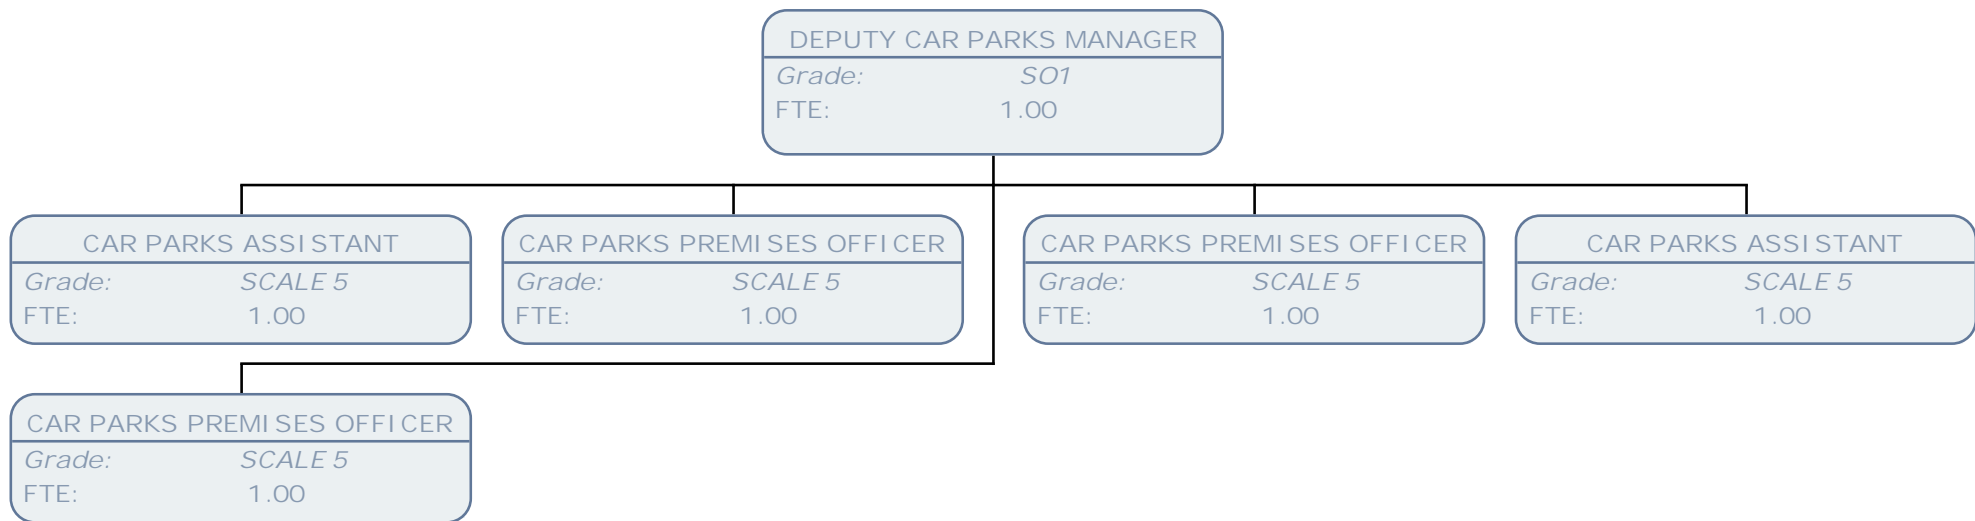 DEPUTY CAR PARKS MANAGER
Grade: SO1
FTE: 1.00
CAR PARKS ASSISTANT
Grade: SCALE 5
FTE: 1.00
CAR PARKS PREMISES OFFICER
Grade: SCALE 5
FTE: 1.00
CAR PARKS PREMISES OFFICER
Grade: SCALE 5
FTE: 1.00
CAR PARKS ASSISTANT
Grade: SCALE 5
FTE: 1.00
CAR PARKS PREMISES OFFICER
Grade: SCALE 5
FTE: 1.00